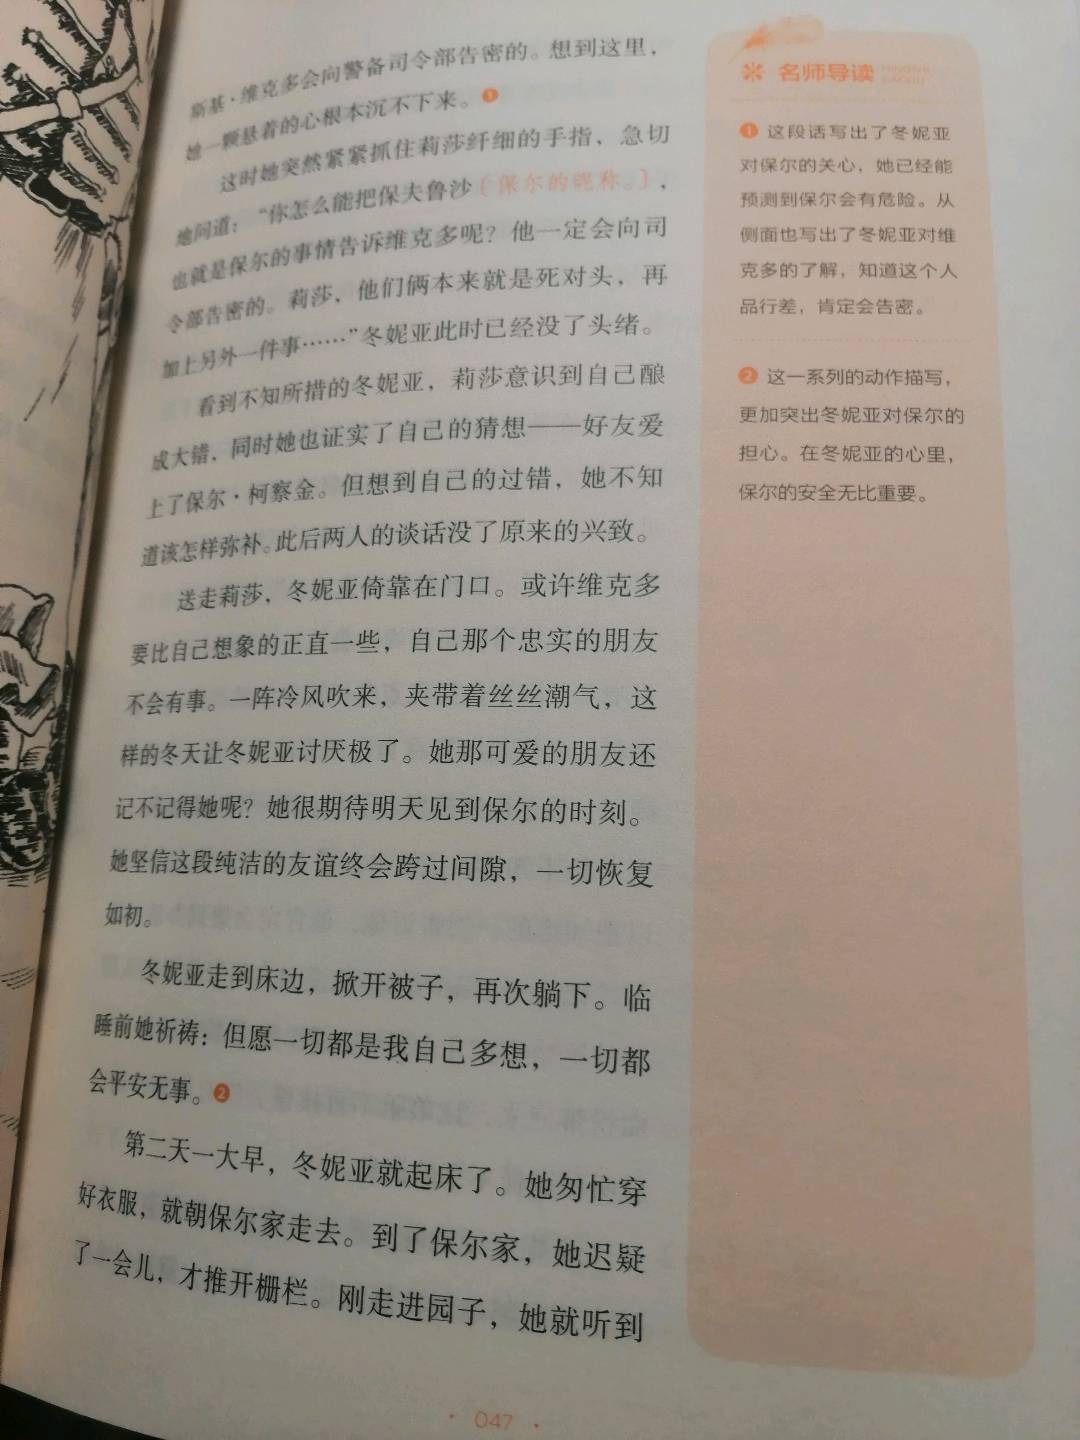 斯基·维克多会向警备司令部告密的。想到这里，
她一颗悬着的心根本沉不下来。❶
这时她突然紧紧抓住莉莎纤细的手指，急切
地问道：“你怎么能把保夫鲁沙〔保尔的昵称。〕，
也就是保尔的事情告诉维克多呢？他一定会向司
令部告密的。莉莎，他们俩本来就是死对头，再
加上另外一件事……”冬妮亚此时已经没了头绪。
看到不知所措的冬妮亚，莉莎意识到自己酿
成大错，同时她也证实了自己的猜想——好友爱
上了保尔·柯察金。但想到自己的过错，她不知
道该怎样弥补。此后两人的谈话没了原来的兴致。
送走莉莎，冬妮亚倚靠在门口。或许维克多
要比自己想象的正直一些，自己那个忠实的朋友
不会有事。一阵冷风吹来，夹带着丝丝潮气，这
样的冬天让冬妮亚讨厌极了。她那可爱的朋友还
记不记得她呢？她很期待明天见到保尔的时刻。
她坚信这段纯洁的友谊终会跨过间隙，一切恢复
如初。
冬妮亚走到床边，掀开被子，再次躺下。临
睡前她祈祷：但愿一切都是我自己多想，一切都
会平安无事。❷
第二天一大早，冬妮亚就起床了。她匆忙穿
好衣服，就朝保尔家走去。到了保尔家，她迟疑
了一会儿，才推开栅栏。刚走进园子，她就听到
名师导读
❶ 这段话写出了冬妮亚
对保尔的关心，她已经能
预测到保尔会有危险。从
侧面也写出了冬妮亚对维
克多的了解，知道这个人
品行差，肯定会告密。
❷ 这一系列的动作描写，
更加突出冬妮亚对保尔的
担心。在冬妮亚的心里，
保尔的安全无比重要。
· 047 ·